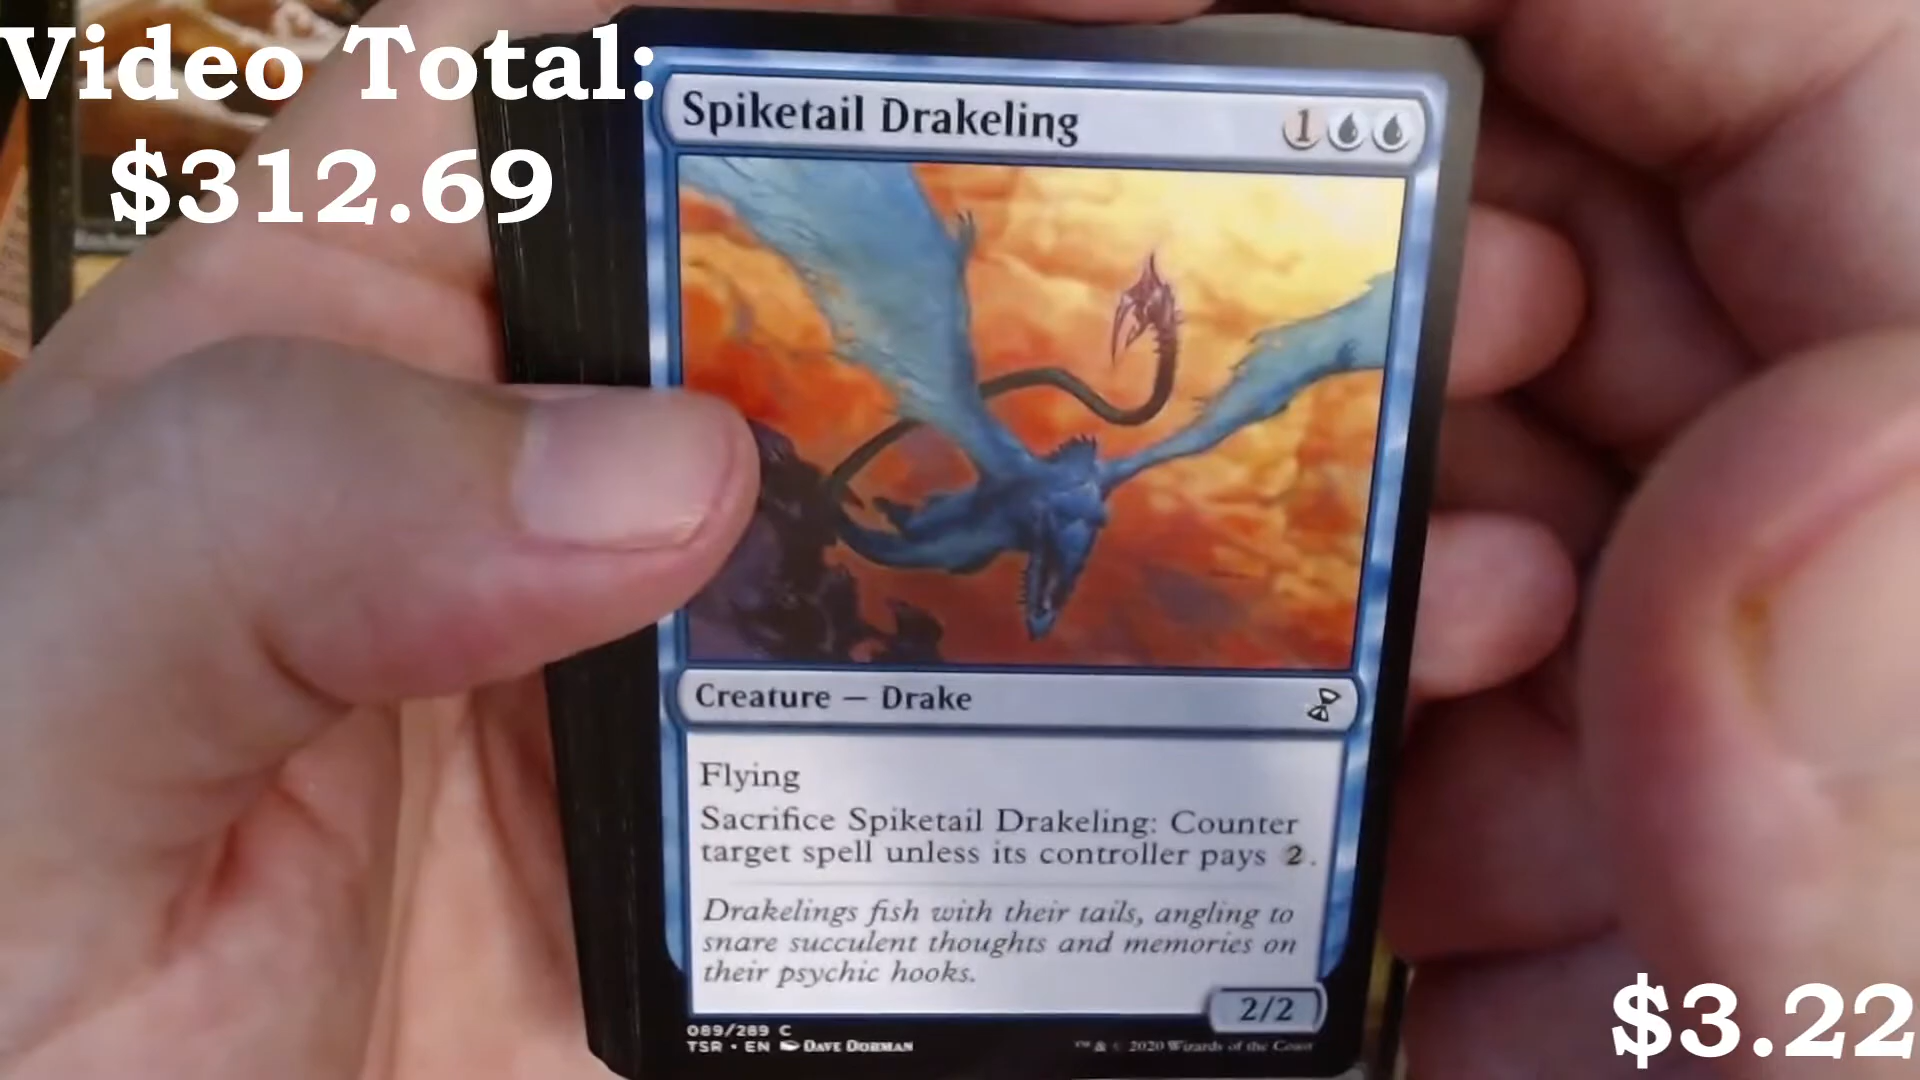 Video Total:
$312.69
Spiketail Drakeling
1
Creature — Drake
Flying
Sacrifice Spiketail Drakeling: Counter
target spell unless its controller pays 2.
Drakelings fish with their tails, angling to
snare succulent thoughts and memories on
their psychic hooks.
2/2
089/289 C
TSR • EN DAVE DORMAN
™ & © 2020 Wizards of the Coast
$3.22